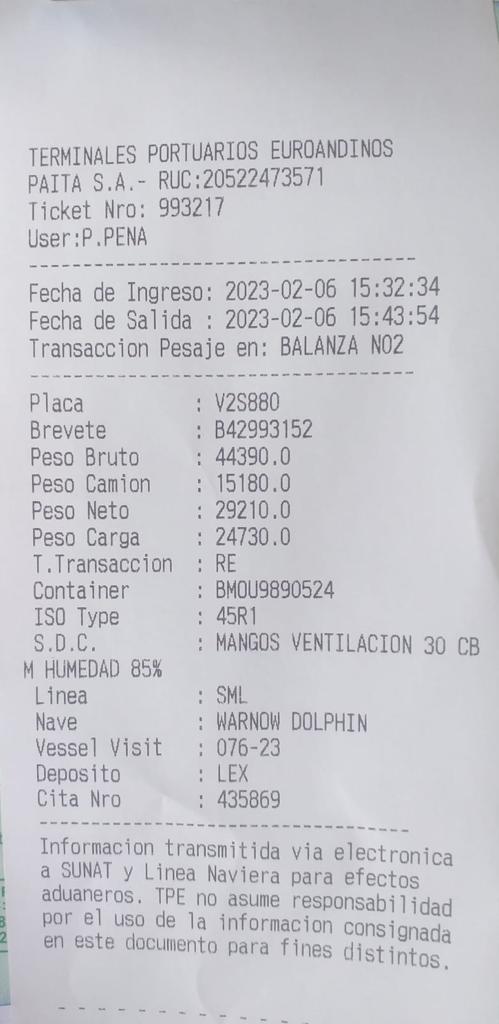 TERMINALES PORTUARIOS EUROANDINOS
PAITA S.A.- RUC:20522473571
Ticket Nro: 993217
User:P.PENA
----------------------------------
Fecha de Ingreso: 2023-02-06 15:32:34
Fecha de Salida : 2023-02-06 15:43:54
Transaccion Pesaje en: BALANZA NO2
----------------------------------
Placa : V2S880
Brevete : B42993152
Peso Bruto : 44390.0
Peso Camion : 15180.0
Peso Neto : 29210.0
Peso Carga : 24730.0
T.Transaccion : RE
Container : BMOU9890524
ISO Type : 45R1
S.D.C. : MANGOS VENTILACION 30 CB
M HUMEDAD 85%
Linea : SML
Nave : WARNOW DOLPHIN
Vessel Visit : 076-23
Deposito : LEX
Cita Nro : 435869
----------------------------------
Informacion transmitida via electronica
a SUNAT y Linea Naviera para efectos
aduaneros. TPE no asume responsabilidad
por el uso de la informacion consignada
en este documento para fines distintos.